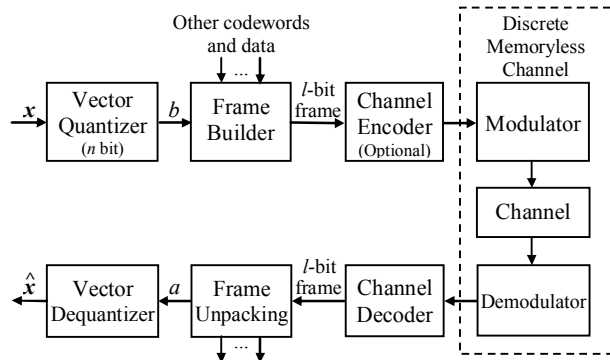 Other codewords
and data
...
Discrete
Memoryless
Channel
x
Vector
Quantizer
(n bit)
b
Frame
Builder
l-bit
frame
Channel
Encoder
(Optional)
Modulator
Channel
x̂
Vector
Dequantizer
a
Frame
Unpacking
l-bit
frame
Channel
Decoder
Demodulator
...